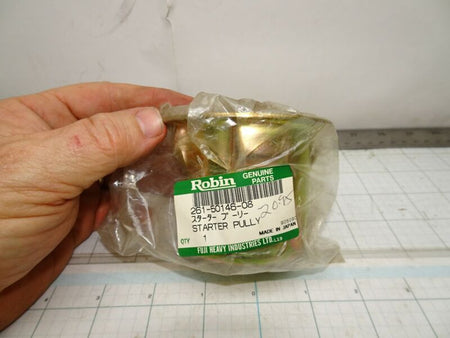 Robin GENUINE PARTS
261-50146-08
スターター プーリー
2095
STARTER PULLY
MADE IN JAPAN
QTY 1
FUJI HEAVY INDUSTRIES LTD.